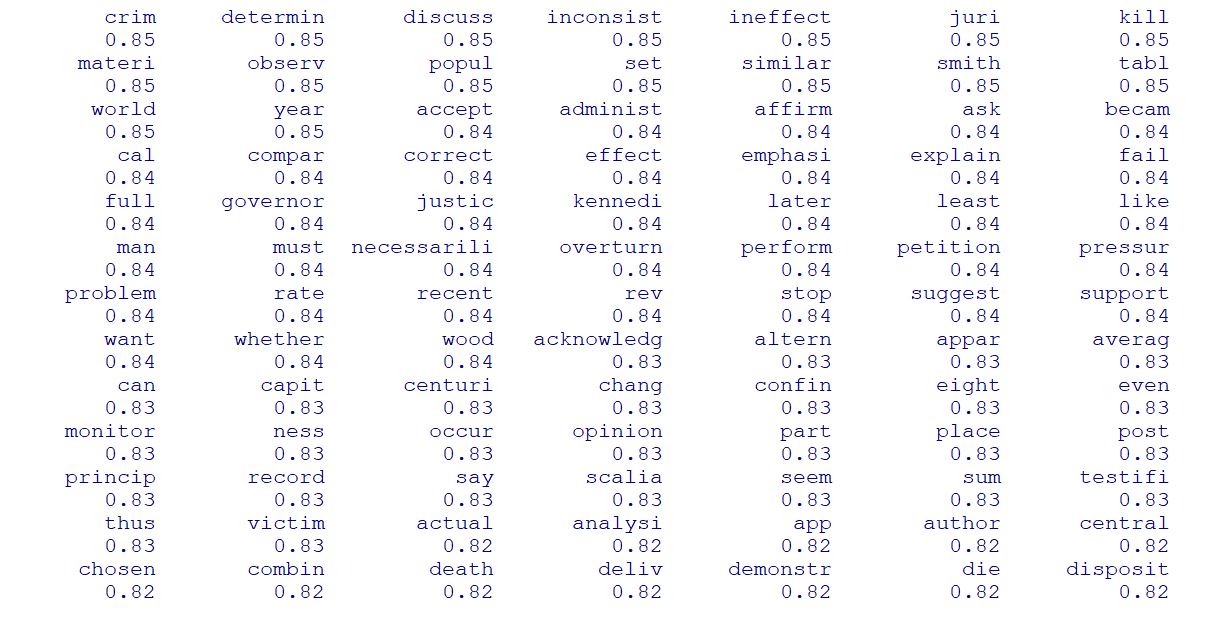 crim determin discuss inconsist ineffect juri kill
0.85 0.85 0.85 0.85 0.85 0.85 0.85
materi observ popul set similar smith tabl
0.85 0.85 0.85 0.85 0.85 0.85 0.85
world year accept administ affirm ask becam
0.85 0.85 0.84 0.84 0.84 0.84 0.84
cal compar correct effect emphasi explain fail
0.84 0.84 0.84 0.84 0.84 0.84 0.84
full governor justic kennedi later least like
0.84 0.84 0.84 0.84 0.84 0.84 0.84
man must necessarili overturn perform petition pressur
0.84 0.84 0.84 0.84 0.84 0.84 0.84
problem rate recent rev stop suggest support
0.84 0.84 0.84 0.84 0.84 0.84 0.84
want whether wood acknowledg altern appar averag
0.84 0.84 0.84 0.83 0.83 0.83 0.83
can capit centuri chang confin eight even
0.83 0.83 0.83 0.83 0.83 0.83 0.83
monitor ness occur opinion part place post
0.83 0.83 0.83 0.83 0.83 0.83 0.83
princip record say scalia seem sum testifi
0.83 0.83 0.83 0.83 0.83 0.83 0.83
thus victim actual analysi app author central
0.83 0.83 0.82 0.82 0.82 0.82 0.82
chosen combin death deliv demonstr die disposit
0.82 0.82 0.82 0.82 0.82 0.82 0.82